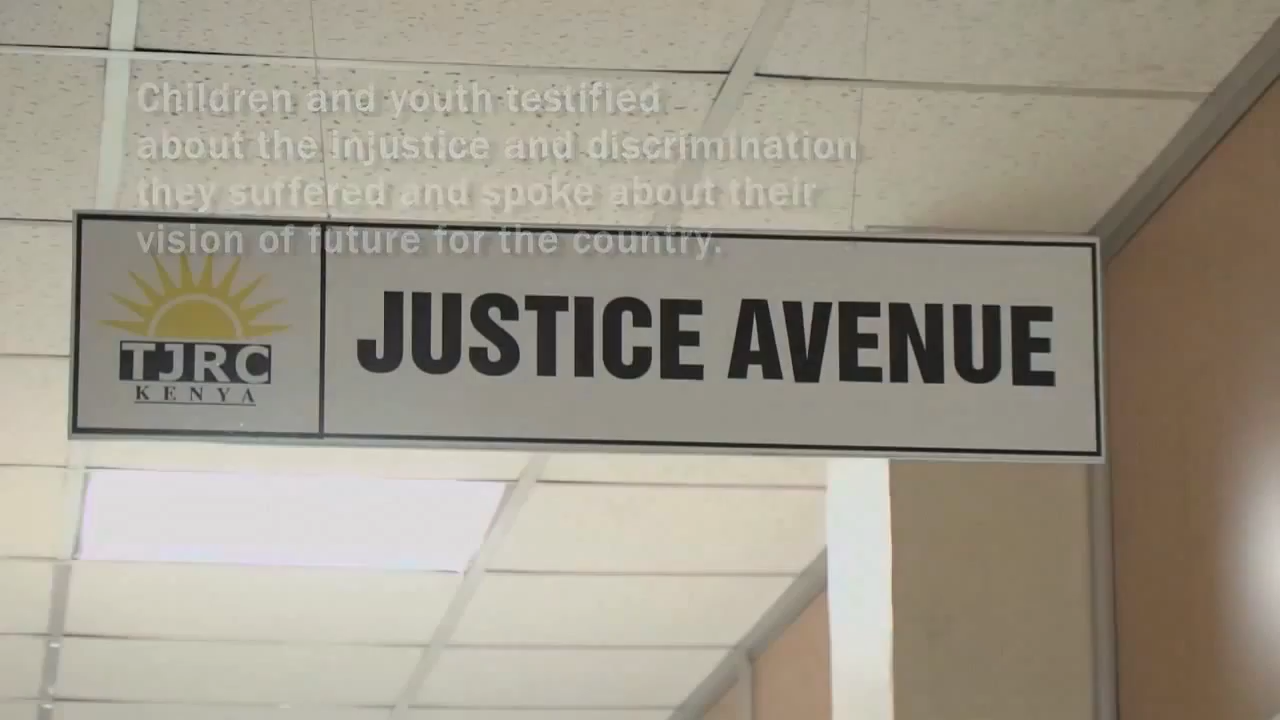 Children and youth testified
about the injustice and discrimination
they suffered and spoke about their
vision of future for the country.
TJRC
KENYA
JUSTICE AVENUE